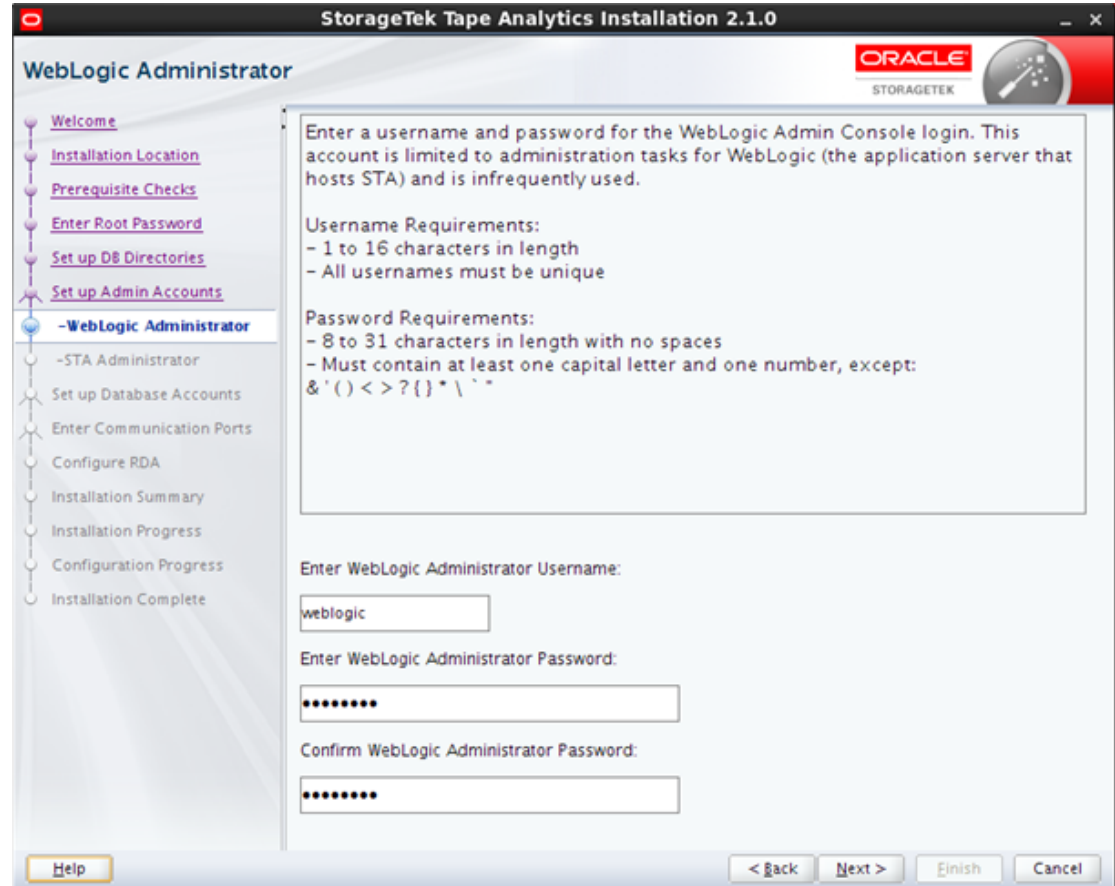 StorageTek Tape Analytics Installation 2.1.0
WebLogic Administrator
ORACLE
STORAGETEK
Welcome
Installation Location
Prerequisite Checks
Enter Root Password
Set up DB Directories
Set up Admin Accounts
-WebLogic Administrator
-STA Administrator
Set up Database Accounts
Enter Communication Ports
Configure RDA
Installation Summary
Installation Progress
Configuration Progress
Installation Complete
Enter a username and password for the WebLogic Admin Console login. This
account is limited to administration tasks for WebLogic (the application server that
hosts STA) and is infrequently used.
Username Requirements:
- 1 to 16 characters in length
- All usernames must be unique
Password Requirements:
- 8 to 31 characters in length with no spaces
- Must contain at least one capital letter and one number, except:
& ' ( ) < > ? { } * \ ` "
Enter WebLogic Administrator Username:
weblogic
Enter WebLogic Administrator Password:
••••••••
Confirm WebLogic Administrator Password:
••••••••
Help
< Back
Next >
Finish
Cancel